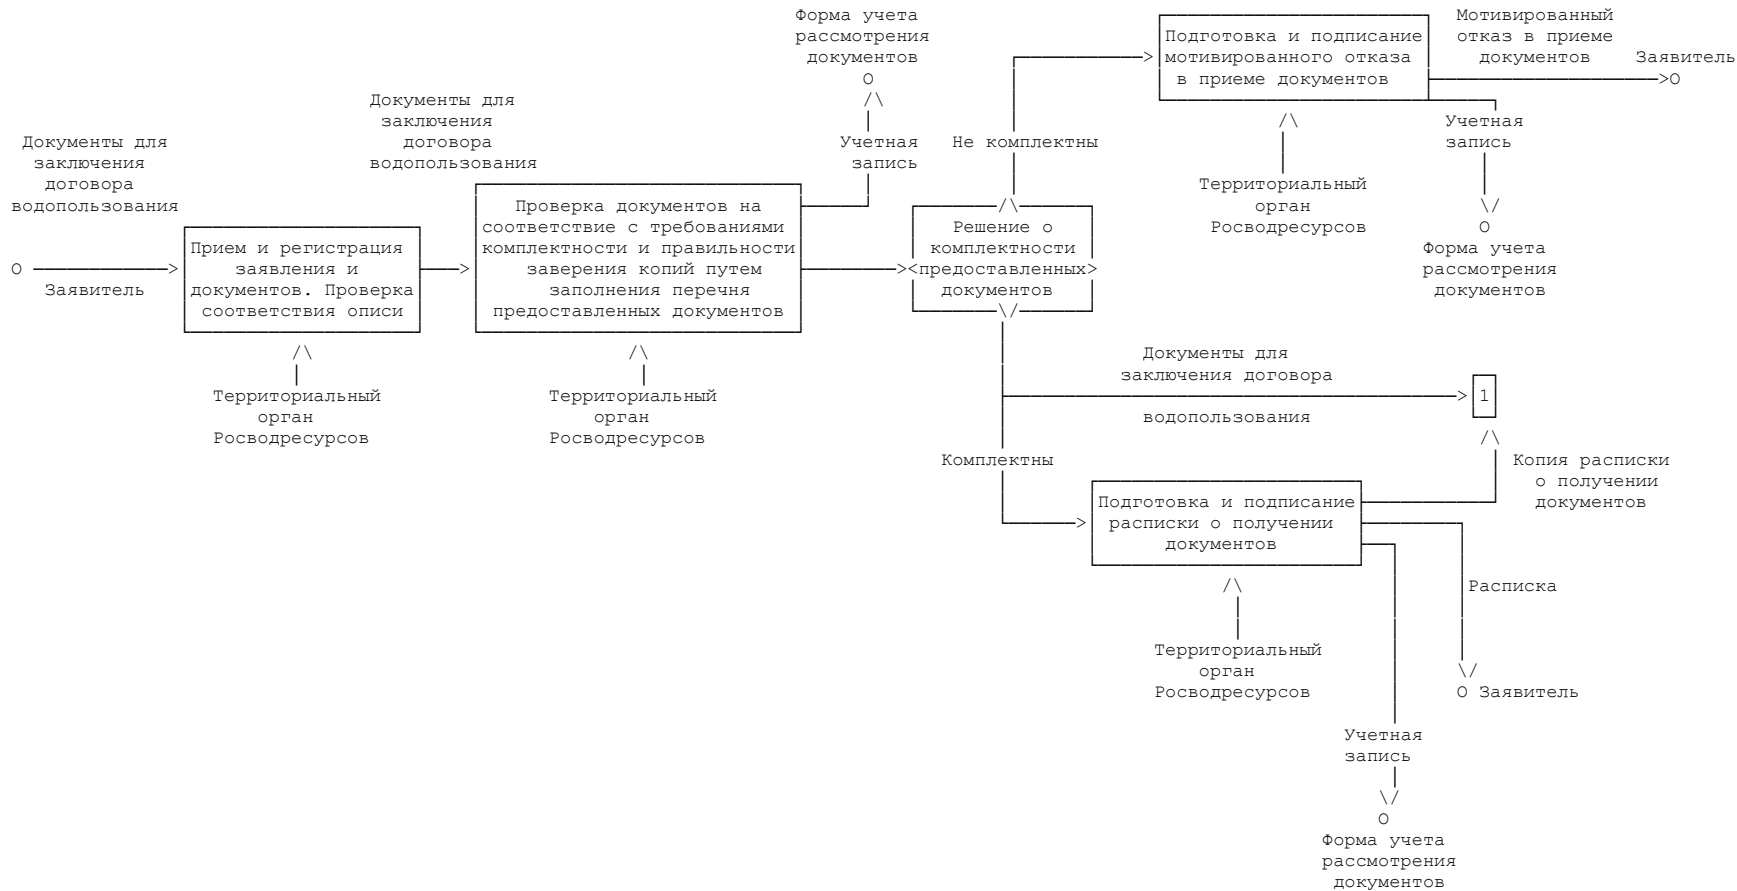 Форма учета
рассмотрения
документов
O
Учетная
запись
Документы для
заключения
договора
водопользования
Документы для
заключения
договора
водопользования
O
Заявитель
Прием и регистрация
заявления и
документов. Проверка
соответствия описи
Территориальный
орган
Росводресурсов
Проверка документов на
соответствие с требованиями
комплектности и правильности
заверения копий путем
заполнения перечня
предоставленных документов
Территориальный
орган
Росводресурсов
Решение о
комплектности
предоставленных
документов
Не комплектны
Подготовка и подписание
мотивированного отказа
в приеме документов
Мотивированный
отказ в приеме
документов
Заявитель
O
Территориальный
орган
Росводресурсов
Учетная
запись
O
Форма учета
рассмотрения
документов
Документы для
заключения договора
водопользования
1
Комплектны
Копия расписки
о получении
документов
Подготовка и подписание
расписки о получении
документов
Территориальный
орган
Росводресурсов
Расписка
O Заявитель
Учетная
запись
O
Форма учета
рассмотрения
документов